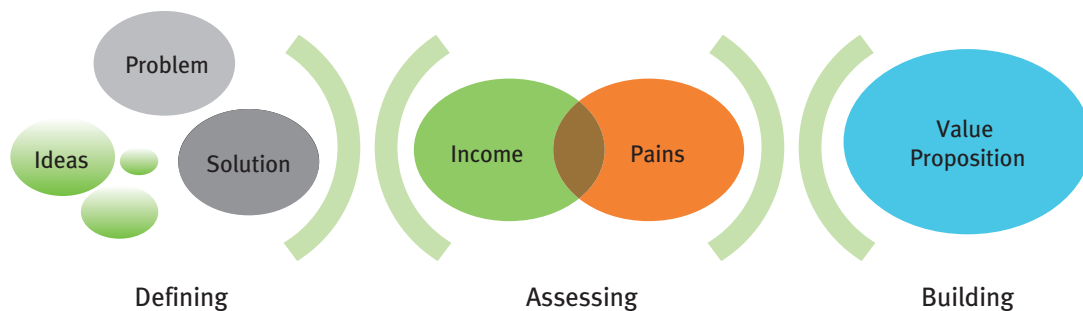 Problem
Ideas
Solution
Income
Pains
Value
Proposition
Defining
Assessing
Building